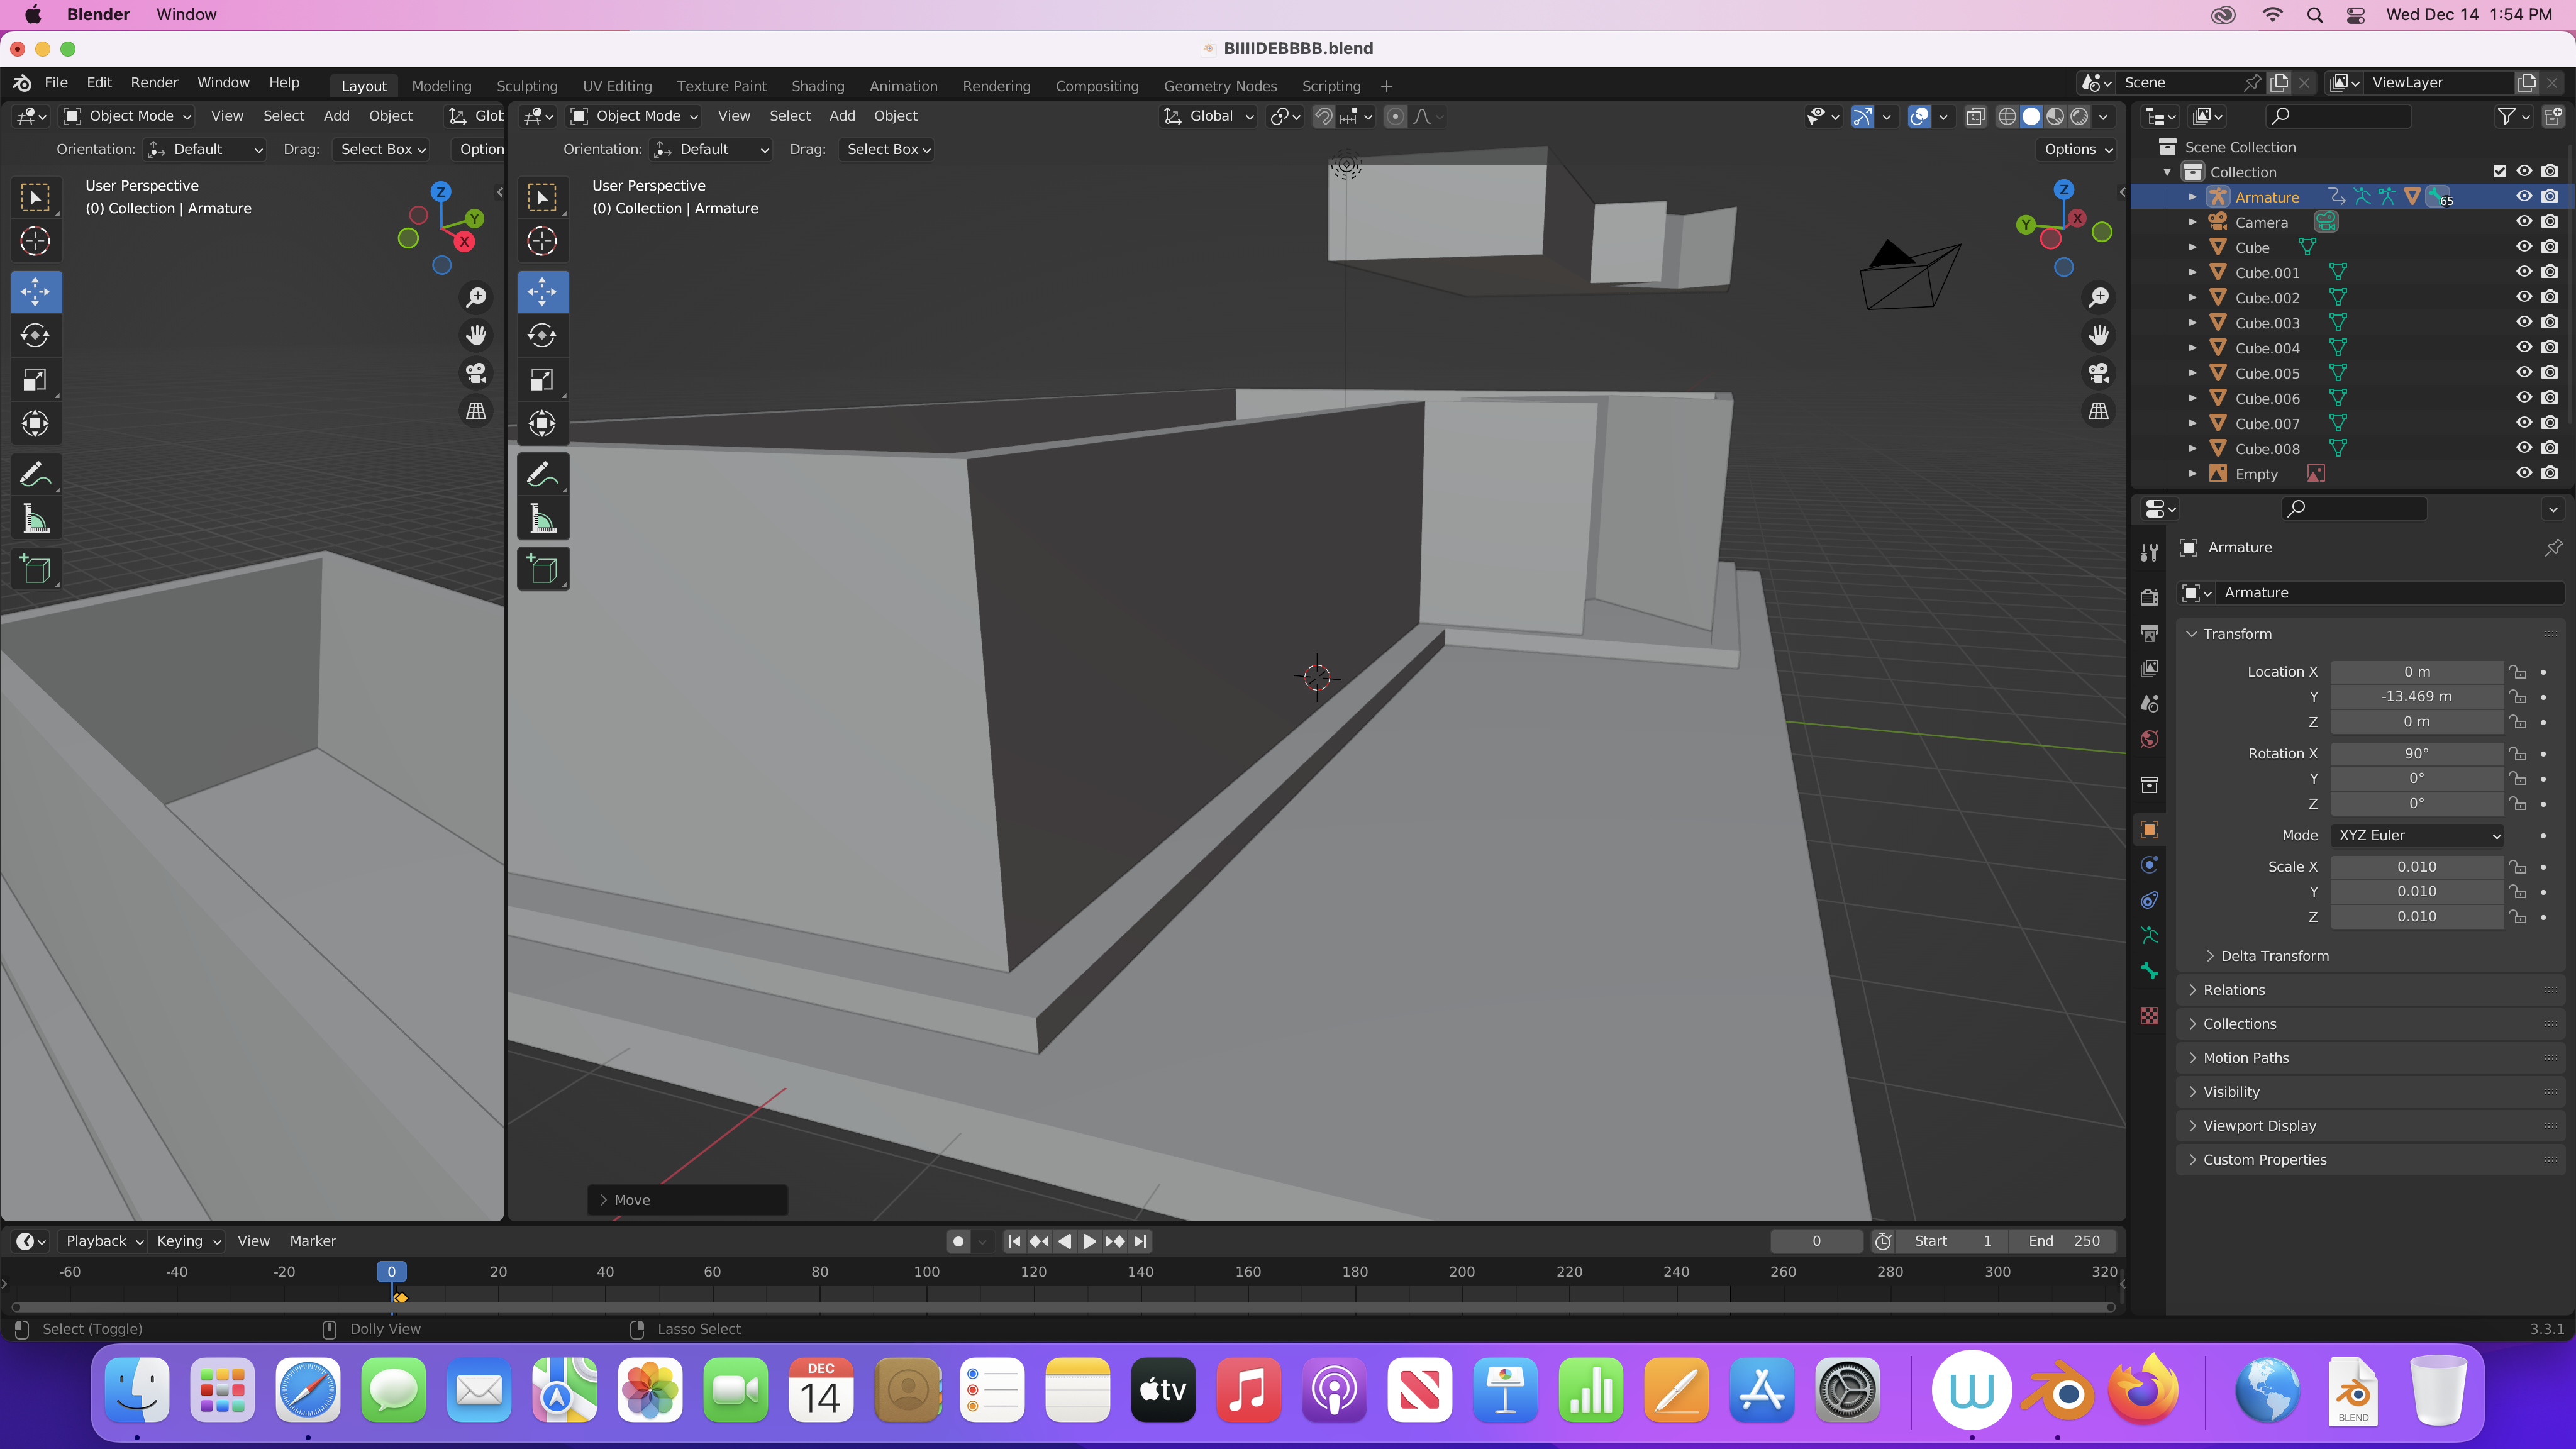 Blender Window Wed Dec 14 1:54 PM
BIIIIDEBBBB.blend
File Edit Render Window Help Layout Modeling Sculpting UV Editing Texture Paint Shading Animation Rendering Compositing Geometry Nodes Scripting + Scene ViewLayer
Object Mode View Select Add Object Glob
Object Mode View Select Add Object Global
Orientation: Default Drag: Select Box Option
Orientation: Default Drag: Select Box Options
User Perspective
(0) Collection | Armature
Z
Y
X
User Perspective
(0) Collection | Armature
Z
Y
X
Move
Scene Collection
Collection
Armature 65
Camera
Cube
Cube.001
Cube.002
Cube.003
Cube.004
Cube.005
Cube.006
Cube.007
Cube.008
Empty
Armature
Armature
Transform
Location X 0 m
Y -13.469 m
Z 0 m
Rotation X 90°
Y 0°
Z 0°
Mode XYZ Euler
Scale X 0.010
Y 0.010
Z 0.010
Delta Transform
Relations
Collections
Motion Paths
Visibility
Viewport Display
Custom Properties
Playback Keying View Marker 0 Start 1 End 250
-60 -40 -20 0 20 40 60 80 100 120 140 160 180 200 220 240 260 280 300 320
Select (Toggle) Dolly View Lasso Select 3.3.1
DEC
14
tv
W
BLEND